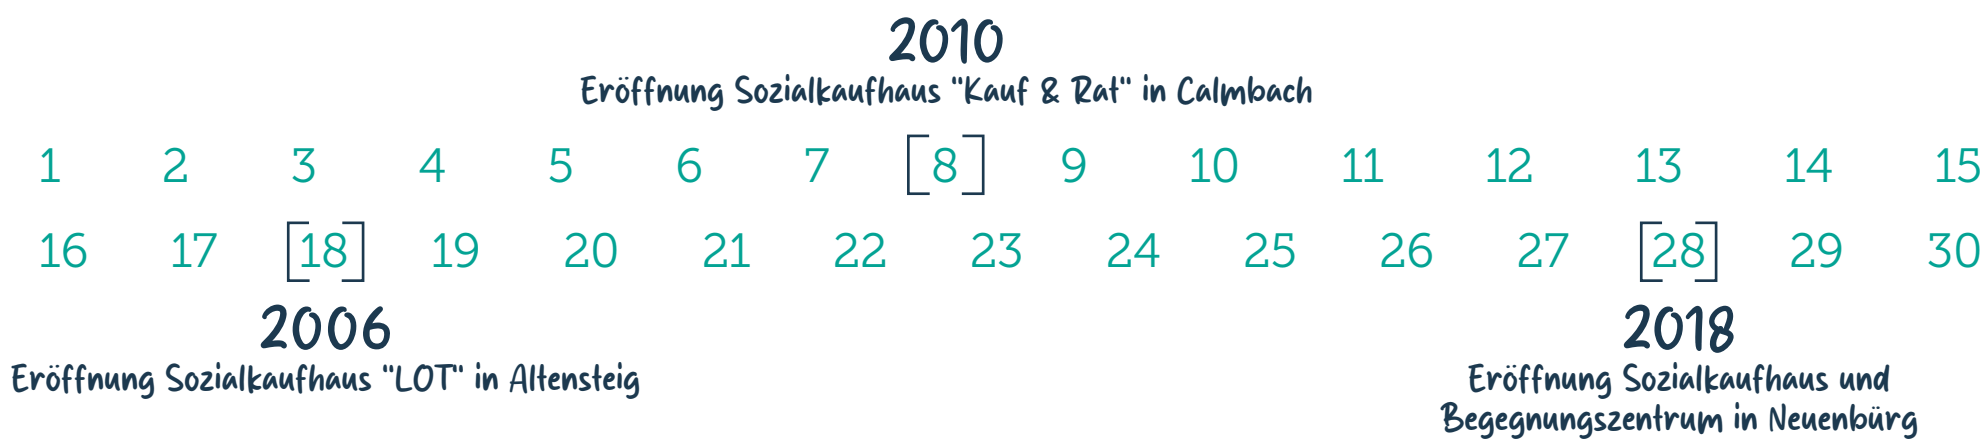 2010
Eröffnung Sozialkaufhaus "Kauf & Rat" in Calmbach
1 2 3 4 5 6 7 [8] 9 10 11 12 13 14 15
16 17 [18] 19 20 21 22 23 24 25 26 27 [28] 29 30
2006
Eröffnung Sozialkaufhaus "LOT" in Altensteig
2018
Eröffnung Sozialkaufhaus und
Begegnungszentrum in Neuenbürg